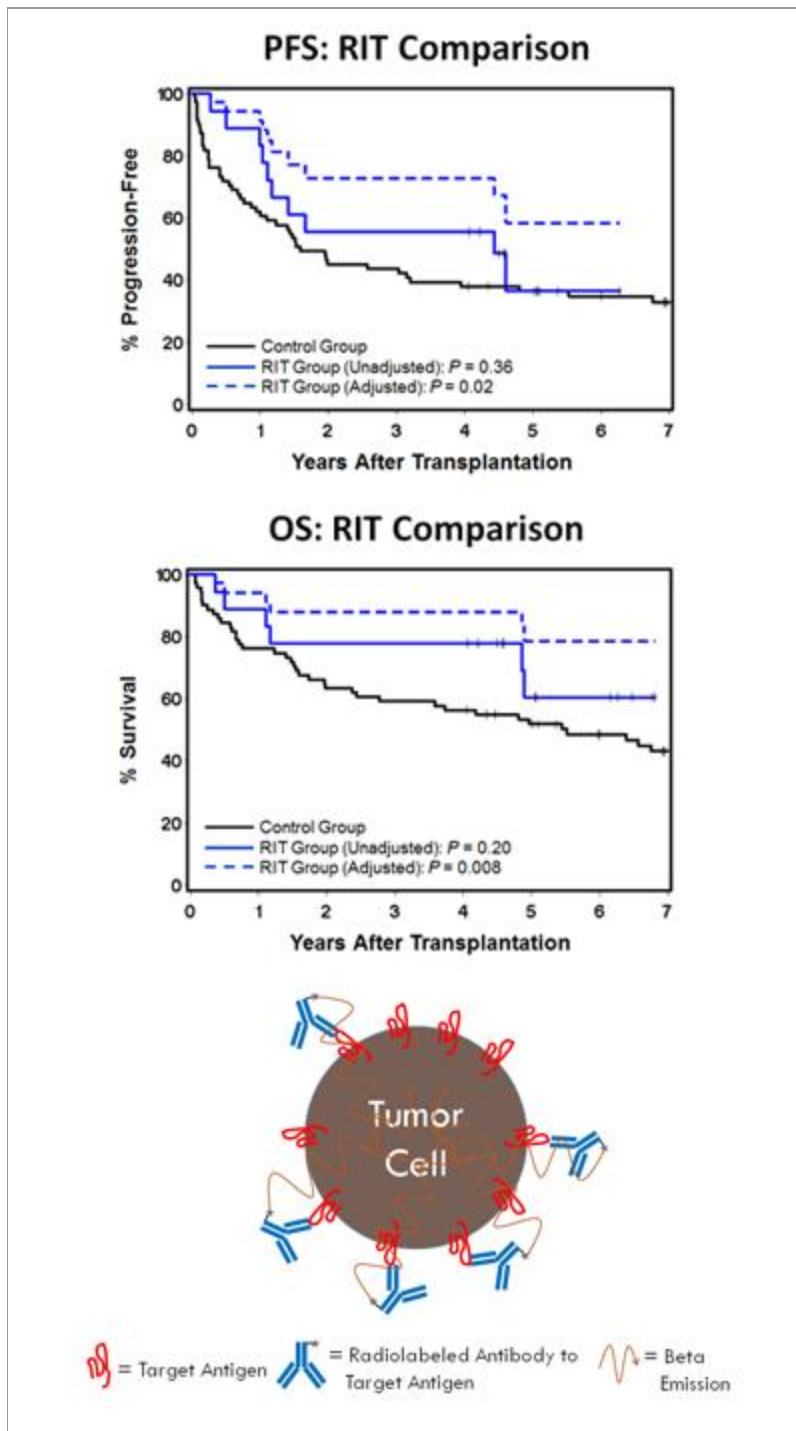 PFS: RIT Comparison
% Progression-Free
100
80
60
40
20
0
Control Group
RIT Group (Unadjusted): P = 0.36
RIT Group (Adjusted): P = 0.02
0 1 2 3 4 5 6 7
Years After Transplantation
OS: RIT Comparison
% Survival
100
80
60
40
20
0
Control Group
RIT Group (Unadjusted): P = 0.20
RIT Group (Adjusted): P = 0.008
0 1 2 3 4 5 6 7
Years After Transplantation
Tumor
Cell
= Target Antigen
= Radiolabeled Antibody to
Target Antigen
= Beta
Emission